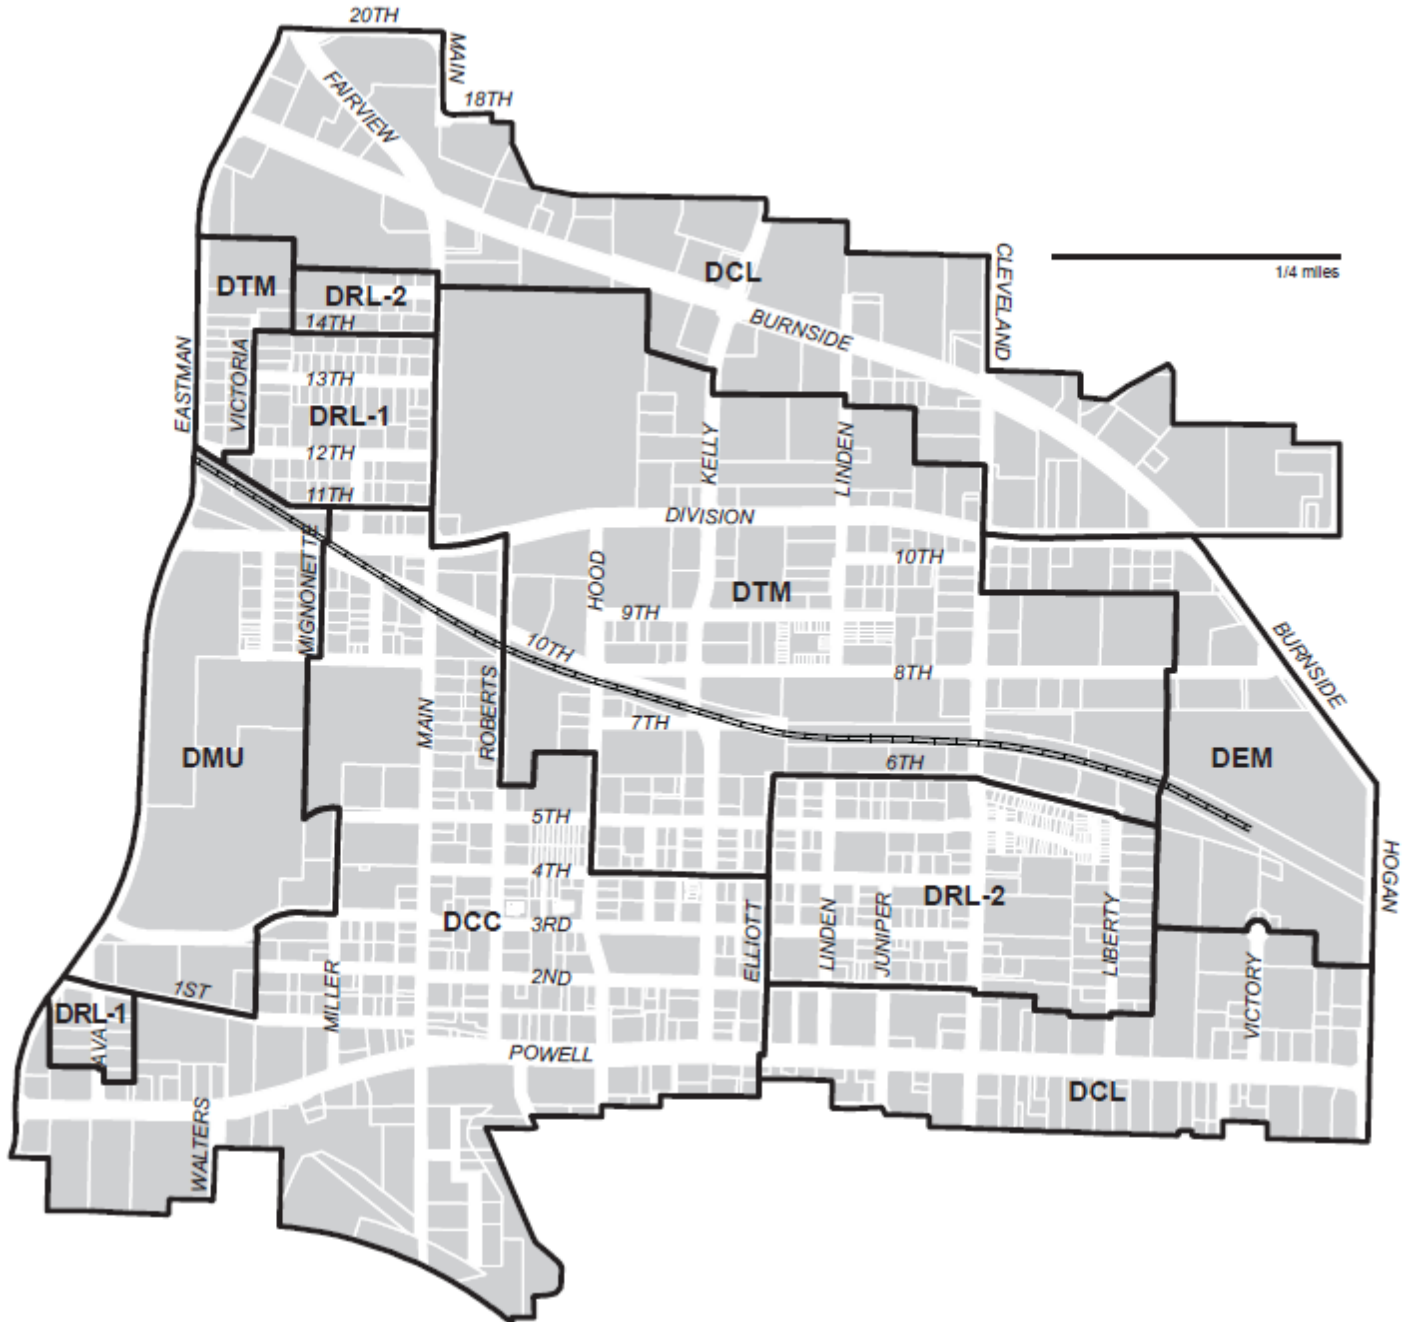 20TH
MAIN
FAIRVIEW
18TH
CLEVELAND
1/4 miles
DCL
DTM
DRL-2
14TH
BURNSIDE
EASTMAN
VICTORIA
13TH
DRL-1
12TH
KELLY
LINDEN
11TH
DIVISION
MIGNONETTE
HOOD
10TH
DTM
9TH
10TH
BURNSIDE
8TH
MAIN
ROBERTS
7TH
DMU
6TH
DEM
5TH
4TH
HOGAN
DCC
3RD
ELLIOTT
LINDEN
JUNIPER
DRL-2
LIBERTY
2ND
1ST
MILLER
VICTORY
DRL-1
AVA
POWELL
DCL
WALTERS